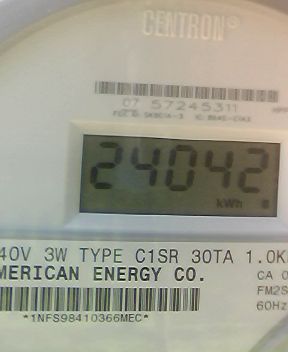 CENTRON®
07 57245311
24042
kWh
40V 3W TYPE C1SR 30TA 1.0K
MERICAN ENERGY CO.
CA 0
FM2S
60Hz
*1NFS98410366MEC*